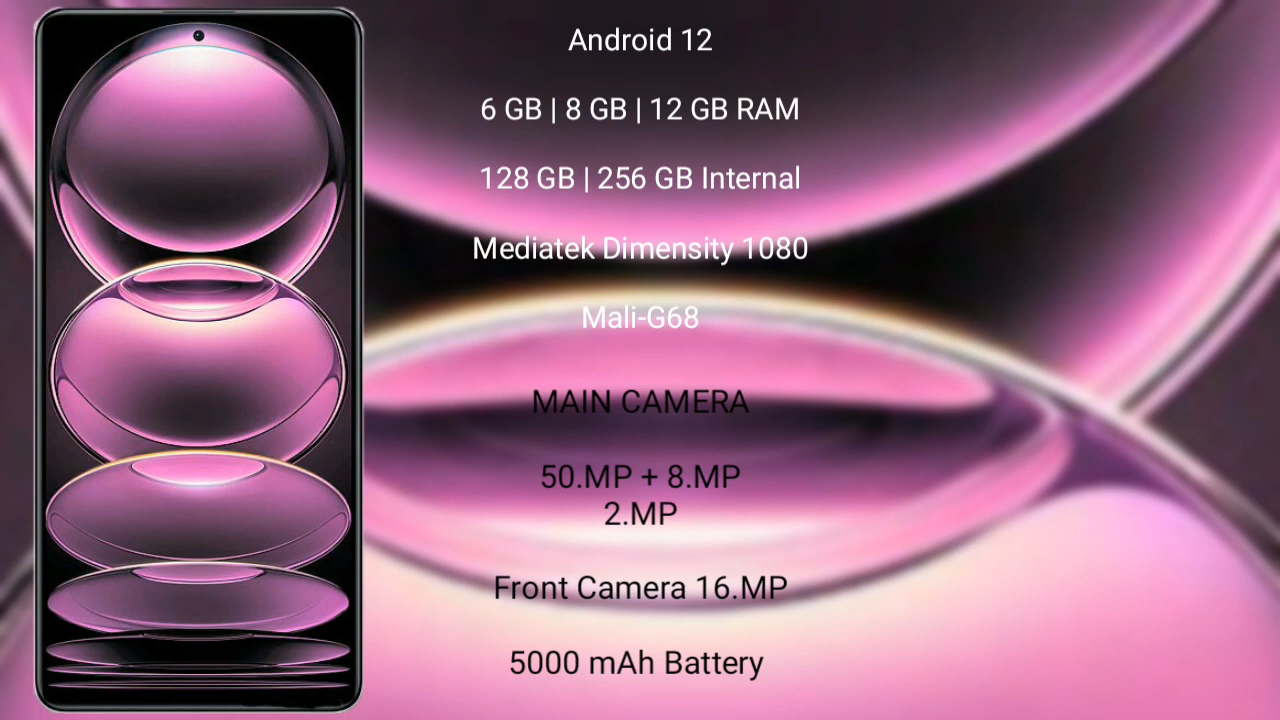 Android 12
6 GB | 8 GB | 12 GB RAM
128 GB | 256 GB Internal
Mediatek Dimensity 1080
Mali-G68
MAIN CAMERA
50.MP + 8.MP
2.MP
Front Camera 16.MP
5000 mAh Battery